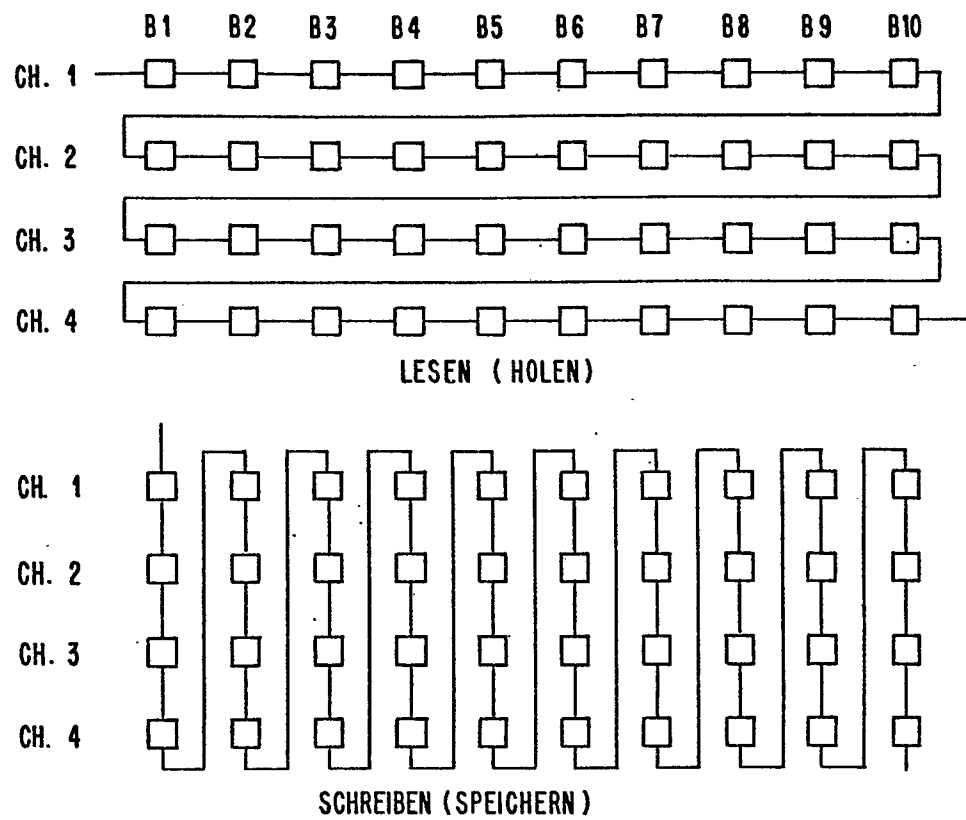 B1 B2 B3 B4 B5 B6 B7 B8 B9 B10
CH. 1
CH. 2
CH. 3
CH. 4
LESEN (HOLEN)
CH. 1
CH. 2
CH. 3
CH. 4
SCHREIBEN (SPEICHERN)